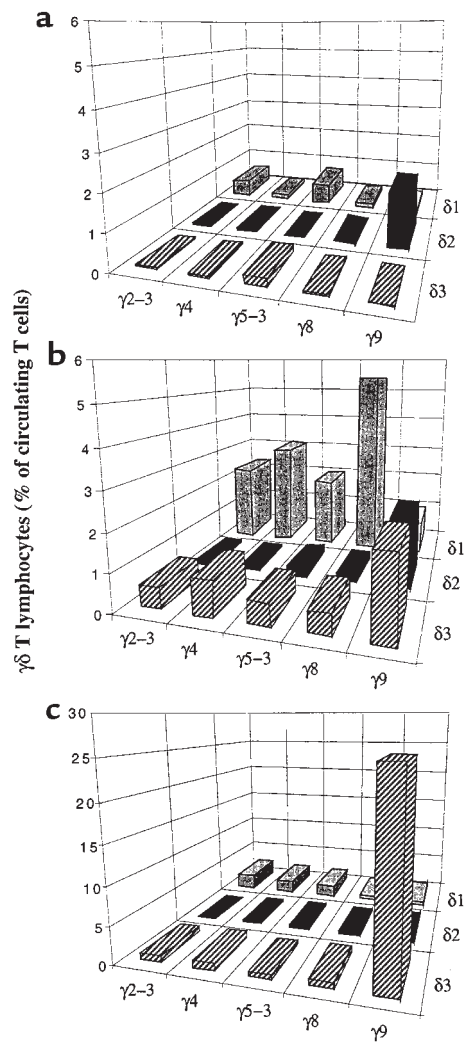 γδ T lymphocytes (% of circulating T cells)
a
6
5
4
3
2
1
0
γ2–3
γ4
γ5–3
γ8
γ9
δ1
δ2
δ3
b
6
5
4
3
2
1
0
γ2–3
γ4
γ5–3
γ8
γ9
δ1
δ2
δ3
c
30
25
20
15
10
5
0
γ2–3
γ4
γ5–3
γ8
γ9
δ1
δ2
δ3